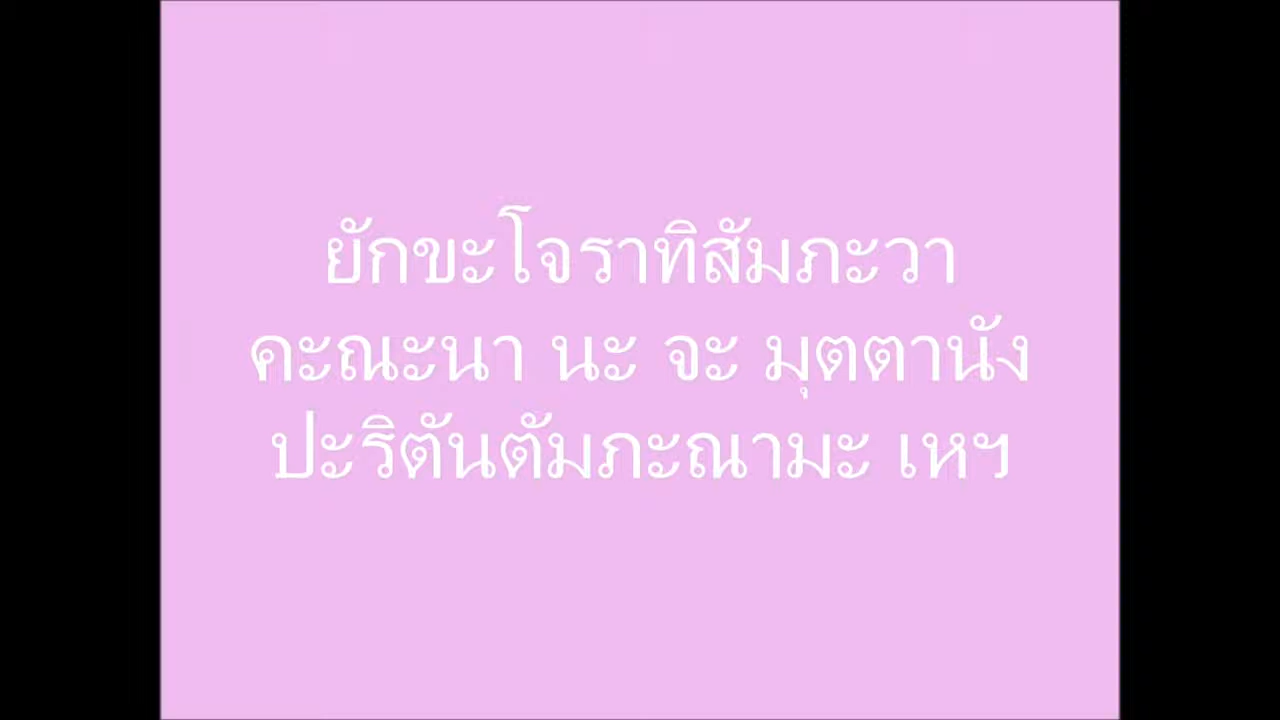 ยักขะโจราทิสัมภะวา
คะณะนา นะ จะ มุตตานัง
ปะริตันตัมภะณามะ เหฯ